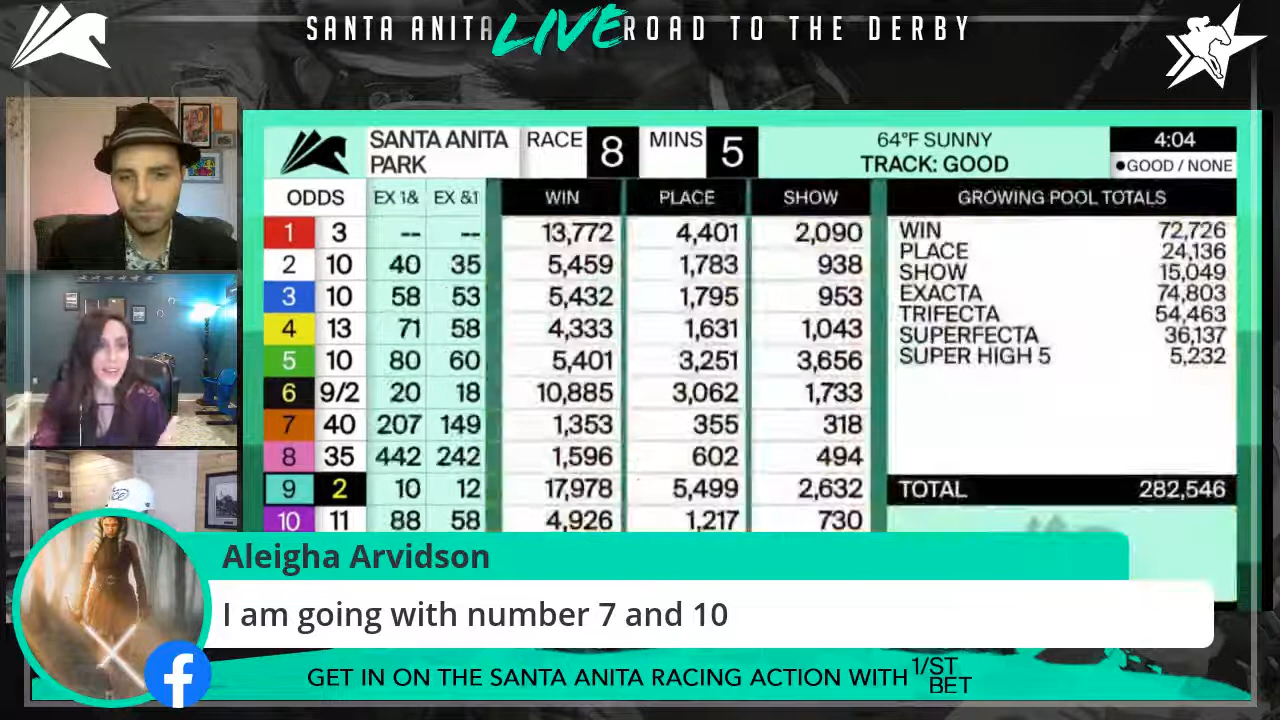 SANTA ANITA LIVE ROAD TO THE DERBY
SANTA ANITA PARK
RACE 8 MINS 5
64°F SUNNY
TRACK: GOOD
4:04
●GOOD / NONE
ODDS EX 1& EX &1 WIN PLACE SHOW
1 3 -- -- 13,772 4,401 2,090
2 10 40 35 5,459 1,783 938
3 10 58 53 5,432 1,795 953
4 13 71 58 4,333 1,631 1,043
5 10 80 60 5,401 3,251 3,656
6 9/2 20 18 10,885 3,062 1,733
7 40 207 149 1,353 355 318
8 35 442 242 1,596 602 494
9 2 10 12 17,978 5,499 2,632
10 11 88 58 4,926 1,217 730
GROWING POOL TOTALS
WIN 72,726
PLACE 24,136
SHOW 15,049
EXACTA 74,803
TRIFECTA 54,463
SUPERFECTA 36,137
SUPER HIGH 5 5,232
TOTAL 282,546
Aleigha Arvidson
I am going with number 7 and 10
GET IN ON THE SANTA ANITA RACING ACTION WITH 1/ST BET